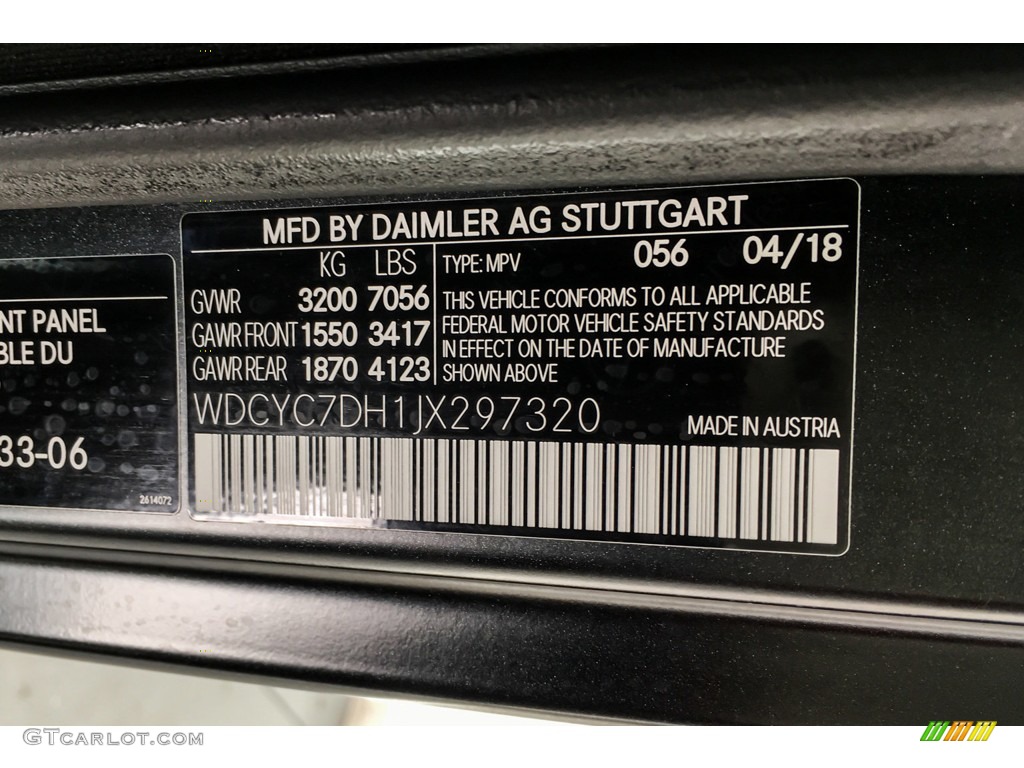 MFD BY DAIMLER AG STUTTGART
KG LBS
GVWR 3200 7056
GAWR FRONT 1550 3417
GAWR REAR 1870 4123
TYPE: MPV 056 04/18
THIS VEHICLE CONFORMS TO ALL APPLICABLE
FEDERAL MOTOR VEHICLE SAFETY STANDARDS
IN EFFECT ON THE DATE OF MANUFACTURE
SHOWN ABOVE
WDCYC7DH1JX297320
MADE IN AUSTRIA
NT PANEL
BLE DU
33-06
2614072
GTCARLOT.COM